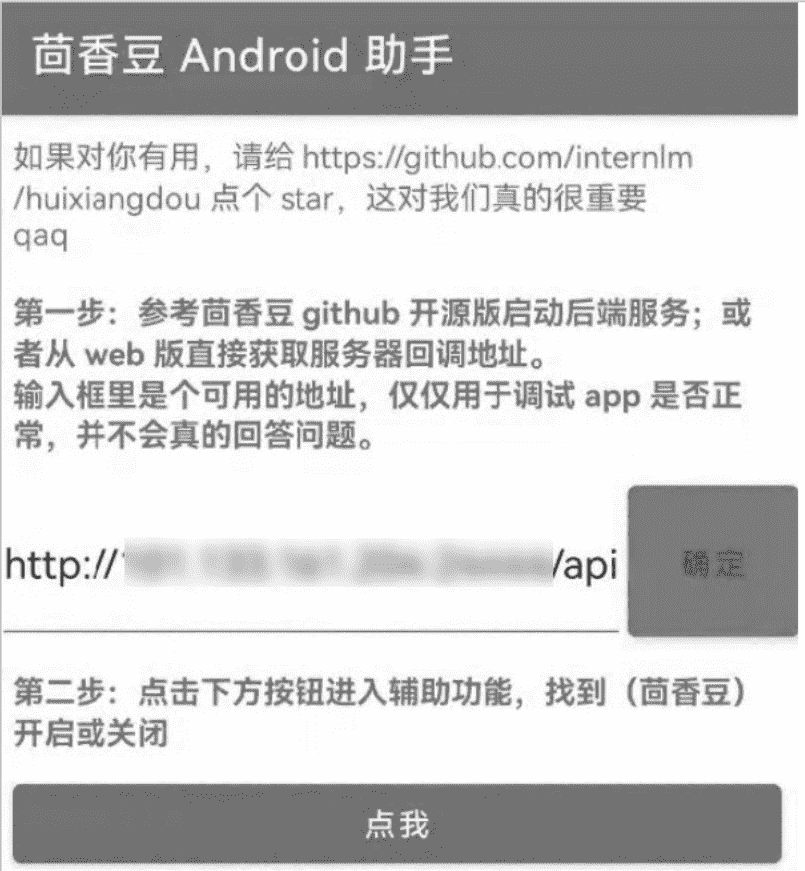 茴香豆 Android 助手
如果对你有用，请给 https://github.com/internlm
/huixiangdou 点个 star，这对我们真的很重要
qaq
第一步：参考茴香豆 github 开源版启动后端服务；或
者从 web 版直接获取服务器回调地址。
输入框里是个可用的地址，仅仅用于调试 app 是否正
常，并不会真的回答问题。
http://
/api
确定
第二步：点击下方按钮进入辅助功能，找到（茴香豆）
开启或关闭
点我